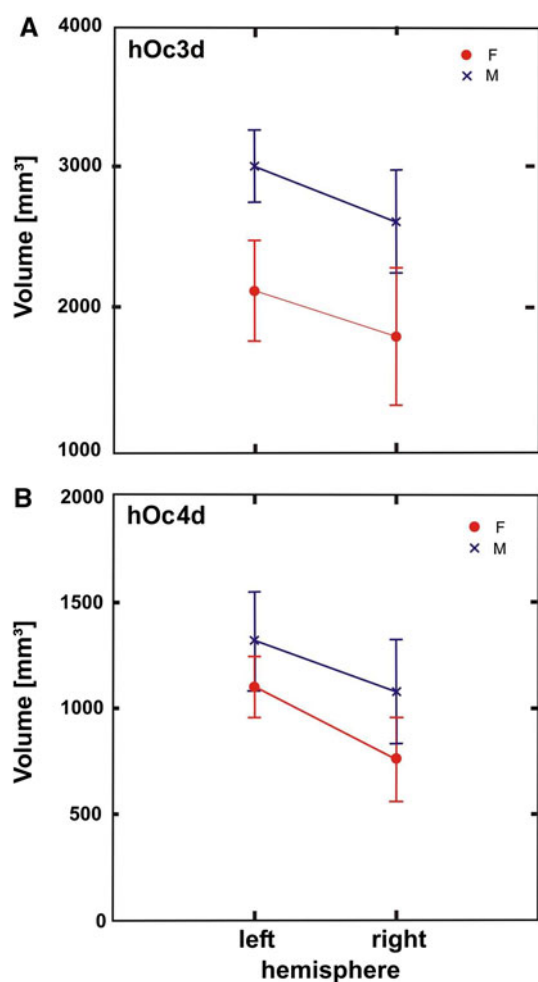 A
hOc3d
F
M
4000
3000
2000
1000
Volume [mm³]
B
hOc4d
F
M
2000
1500
1000
500
0
Volume [mm³]
left right
hemisphere